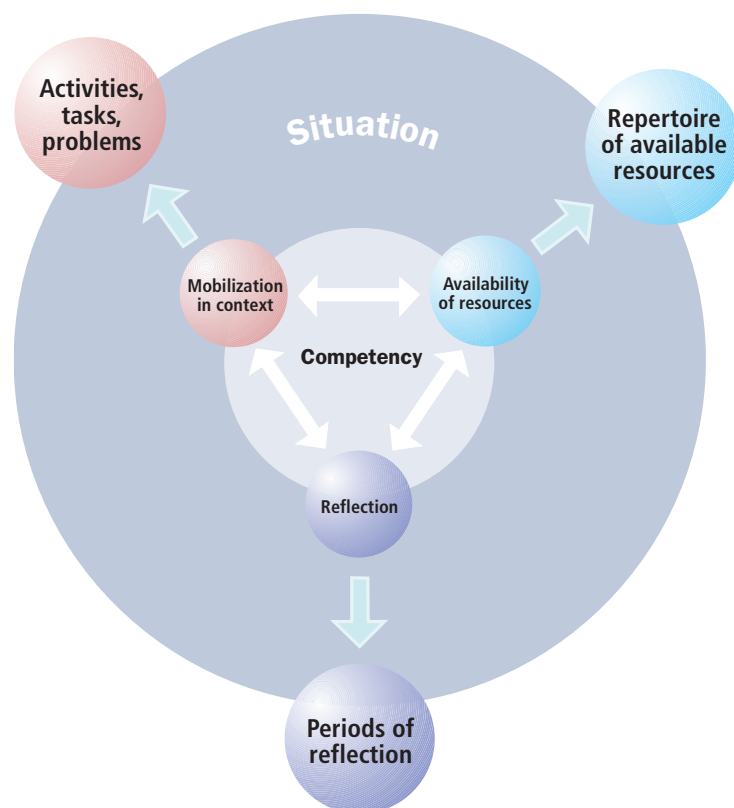 Activities,
tasks,
problems
Situation
Repertoire
of available
resources
Mobilization
in context
Availability
of resources
Competency
Reflection
Periods of
reflection